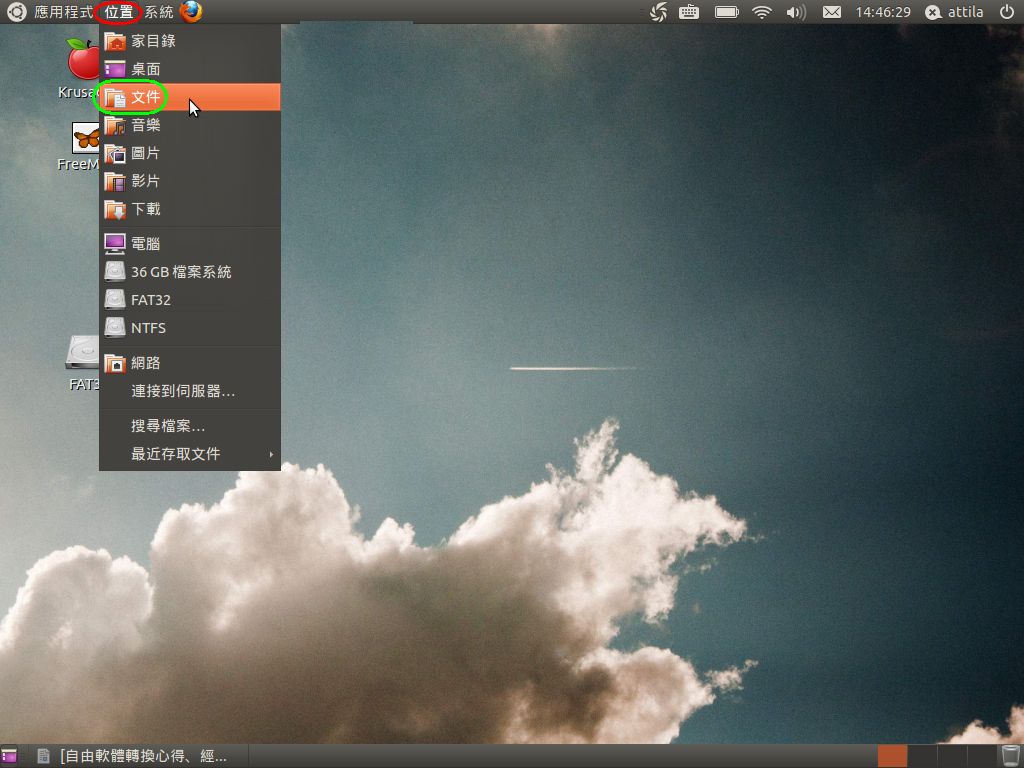 應用程式 位置 系統 14:46:29 attila
家目錄
桌面
文件
音樂
圖片
影片
下載
電腦
36 GB 檔案系統
FAT32
NTFS
網路
連接到伺服器...
搜尋檔案...
最近存取文件
[自由軟體轉換心得、經...